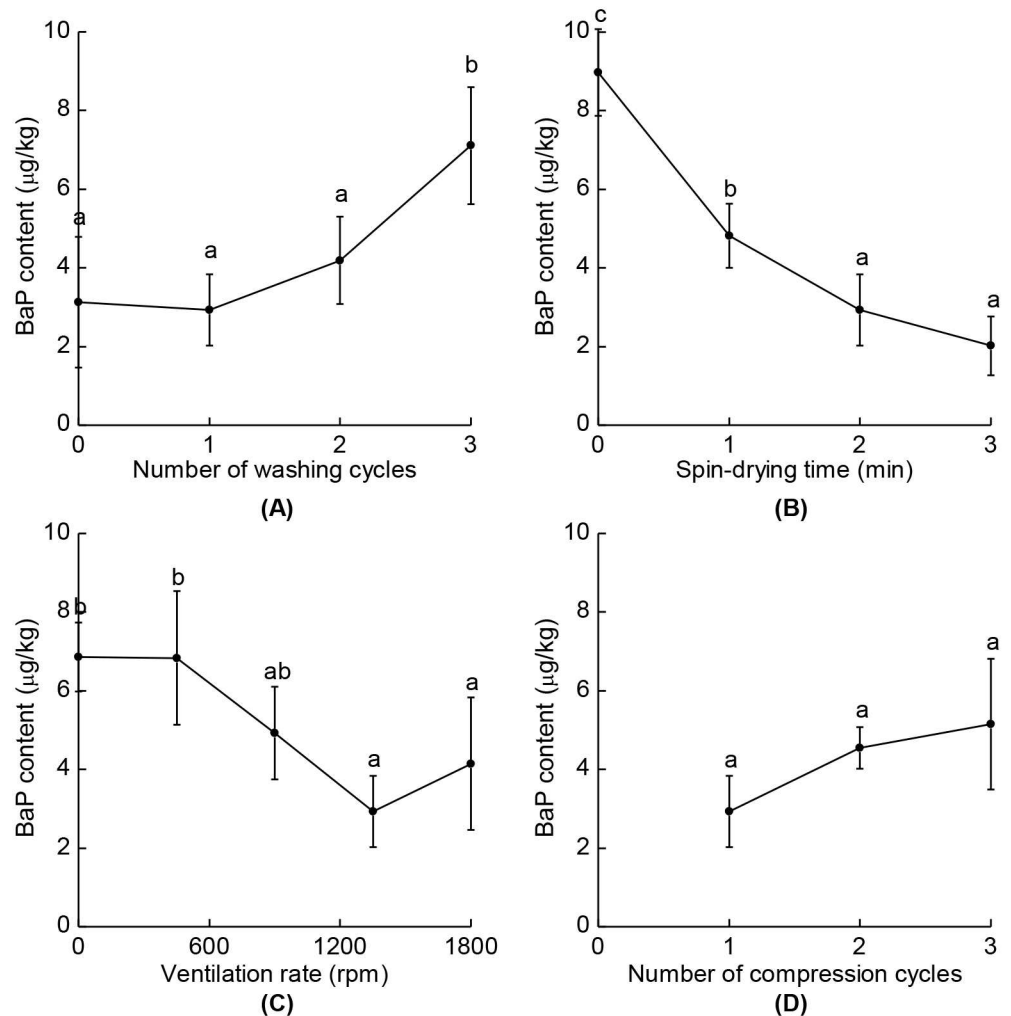 BaP content (μg/kg)
10
8
6
4
2
0
a
a
a
b
0 1 2 3
Number of washing cycles
(A)
BaP content (μg/kg)
10
8
6
4
2
0
c
b
a
a
0 1 2 3
Spin-drying time (min)
(B)
BaP content (μg/kg)
10
8
6
4
2
0
b
b
ab
a
a
0 600 1200 1800
Ventilation rate (rpm)
(C)
BaP content (μg/kg)
10
8
6
4
2
0
a
a
a
0 1 2 3
Number of compression cycles
(D)